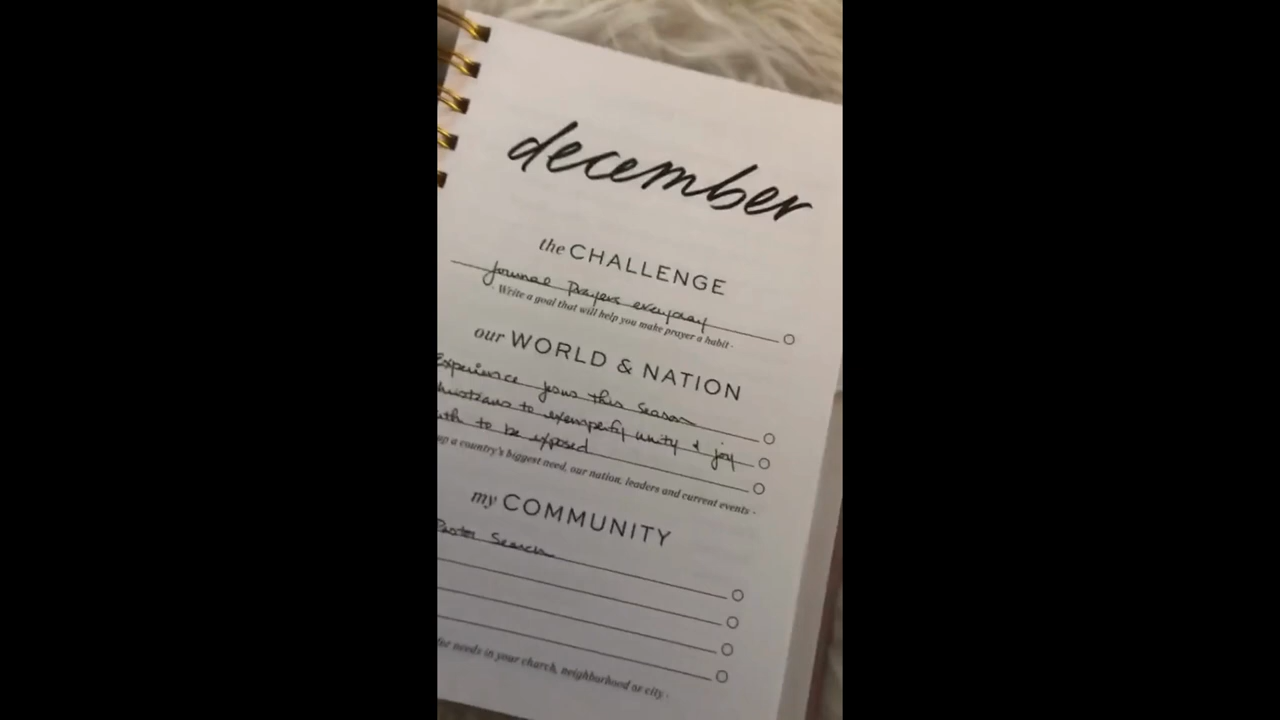 december
the CHALLENGE
Journal Prayers everyday
- Write a goal that will help you make prayer a habit -
our WORLD & NATION
Experience Jesus this Season
to exemplify unity & joy
to be exposed
up a country's biggest need, our nation, leaders and current events -
my COMMUNITY
Pastor Search
needs in your church, neighborhood or city -